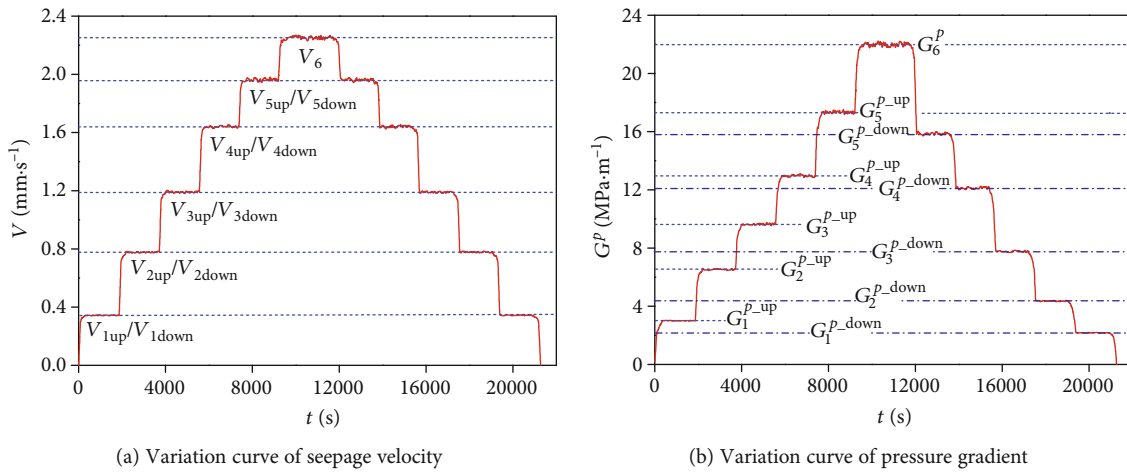 2.4
2.0
1.6
1.2
0.8
0.4
0.0
V (mm·s⁻¹)
V₆
V₅up/V₅down
V₄up/V₄down
V₃up/V₃down
V₂up/V₂down
V₁up/V₁down
0 4000 8000 12000 16000 20000
t (s)
(a) Variation curve of seepage velocity
24
20
16
12
8
4
0
Gᵖ (MPa·m⁻¹)
G₆^p
G₅^p_up
G₅^p_down
G₄^p_up
G₄^p_down
G₃^p_up
G₃^p_down
G₂^p_up
G₂^p_down
G₁^p_up
G₁^p_down
0 4000 8000 12000 16000 20000
t (s)
(b) Variation curve of pressure gradient